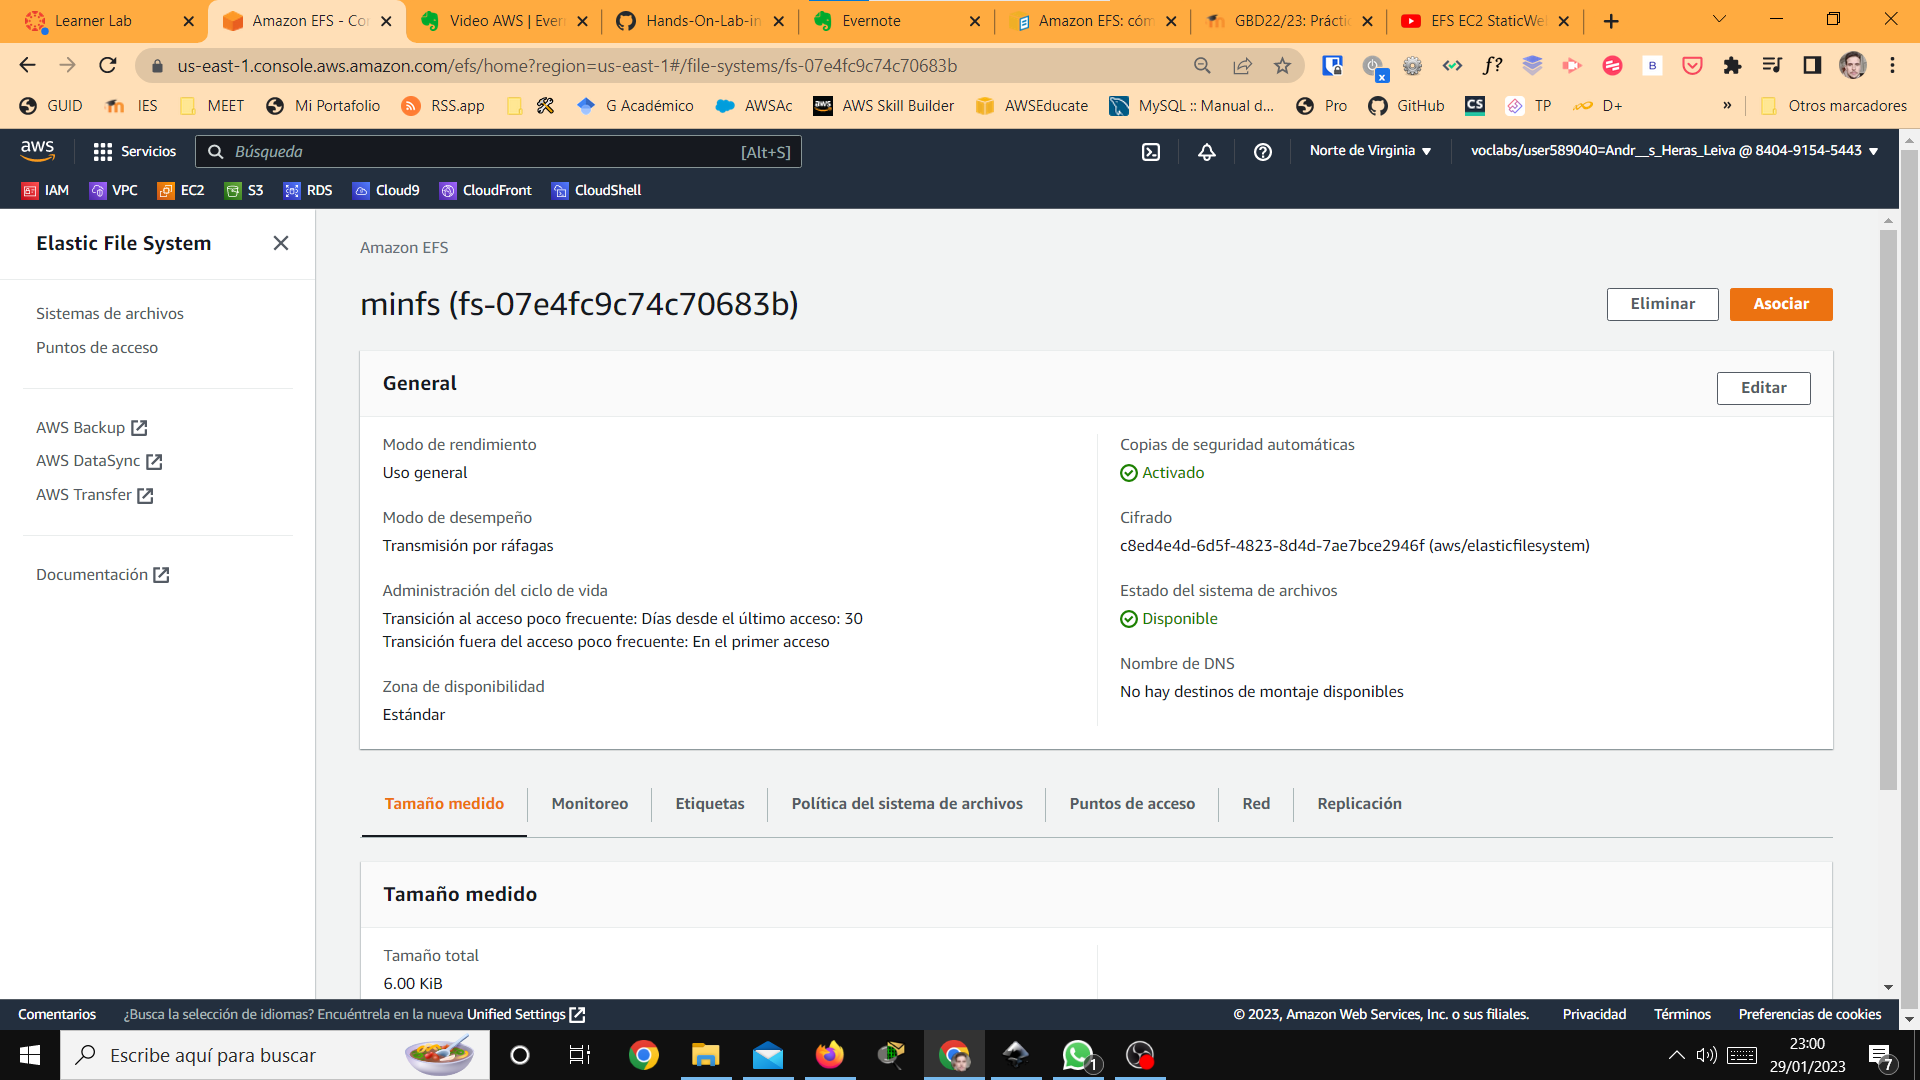 Learner Lab
Amazon EFS - Co
Video AWS | Ever
Hands-On-Lab-in
Evernote
Amazon EFS: cóm
GBD22/23: Práctic
EFS EC2 StaticWe
us-east-1.console.aws.amazon.com/efs/home?region=us-east-1#/file-systems/fs-07e4fc9c74c70683b
GUID
IES
MEET
Mi Portafolio
RSS.app
G Académico
AWSAc
AWS Skill Builder
AWSEducate
MySQL :: Manual d...
Pro
GitHub
TP
D+
»
Otros marcadores
aws
Servicios
Búsqueda
[Alt+S]
Norte de Virginia
voclabs/user589040=Andr__s_Heras_Leiva @ 8404-9154-5443
IAM
VPC
EC2
S3
RDS
Cloud9
CloudFront
CloudShell
Elastic File System
Sistemas de archivos
Puntos de acceso
AWS Backup
AWS DataSync
AWS Transfer
Documentación
Amazon EFS
minfs (fs-07e4fc9c74c70683b)
Eliminar
Asociar
General
Editar
Modo de rendimiento
Uso general
Modo de desempeño
Transmisión por ráfagas
Administración del ciclo de vida
Transición al acceso poco frecuente: Días desde el último acceso: 30
Transición fuera del acceso poco frecuente: En el primer acceso
Zona de disponibilidad
Estándar
Copias de seguridad automáticas
Activado
Cifrado
c8ed4e4d-6d5f-4823-8d4d-7ae7bce2946f (aws/elasticfilesystem)
Estado del sistema de archivos
Disponible
Nombre de DNS
No hay destinos de montaje disponibles
Tamaño medido
Monitoreo
Etiquetas
Política del sistema de archivos
Puntos de acceso
Red
Replicación
Tamaño medido
Tamaño total
6.00 KiB
Comentarios
¿Busca la selección de idiomas? Encuéntrela en la nueva Unified Settings
© 2023, Amazon Web Services, Inc. o sus filiales.
Privacidad
Términos
Preferencias de cookies
Escribe aquí para buscar
1
23:00
29/01/2023
7